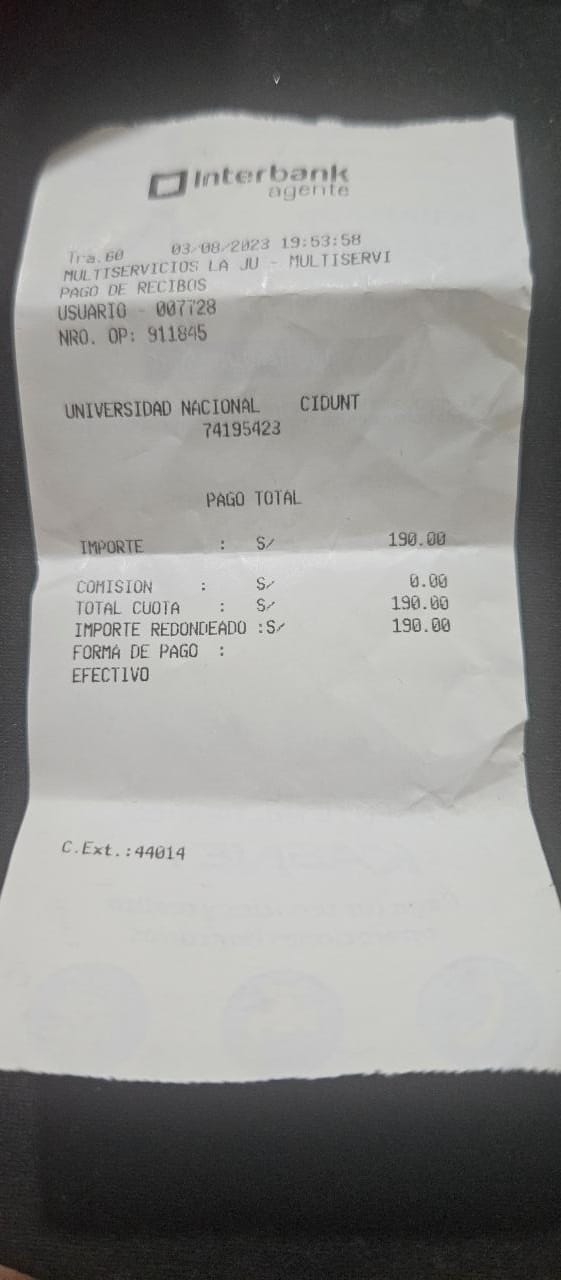 Interbank
agente
Tra.60 03/08/2023 19:53:58
MULTISERVICIOS LA JU - MULTISERVI
PAGO DE RECIBOS
USUARIO - 007728
NRO. OP: 911845
UNIVERSIDAD NACIONAL CIDUNT
74195423
PAGO TOTAL
IMPORTE : S/ 190.00
COMISION : S/ 0.00
TOTAL CUOTA : S/ 190.00
IMPORTE REDONDEADO :S/ 190.00
FORMA DE PAGO :
EFECTIVO
C.Ext.:44014